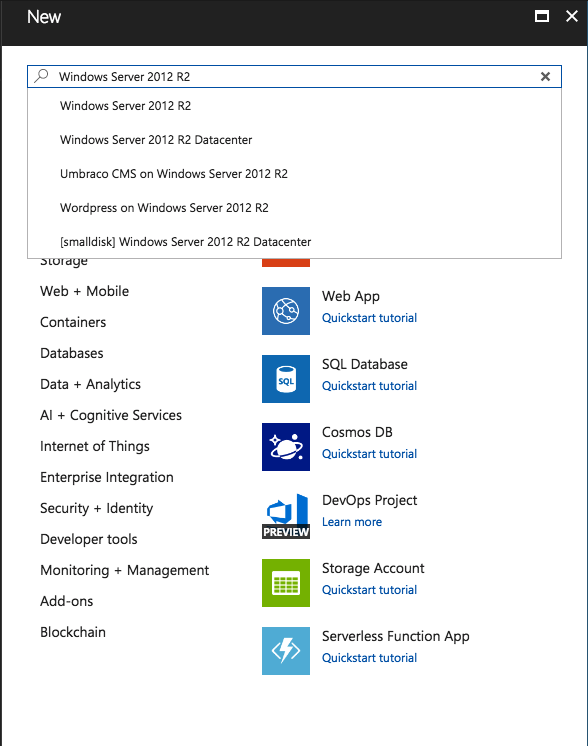 New
Windows Server 2012 R2
Windows Server 2012 R2
Windows Server 2012 R2 Datacenter
Umbraco CMS on Windows Server 2012 R2
Wordpress on Windows Server 2012 R2
[smalldisk] Windows Server 2012 R2 Datacenter
Storage
Web + Mobile
Containers
Databases
Data + Analytics
AI + Cognitive Services
Internet of Things
Enterprise Integration
Security + Identity
Developer tools
Monitoring + Management
Add-ons
Blockchain
Web App
Quickstart tutorial
SQL
SQL Database
Quickstart tutorial
Cosmos DB
Quickstart tutorial
PREVIEW
DevOps Project
Learn more
Storage Account
Quickstart tutorial
Serverless Function App
Quickstart tutorial